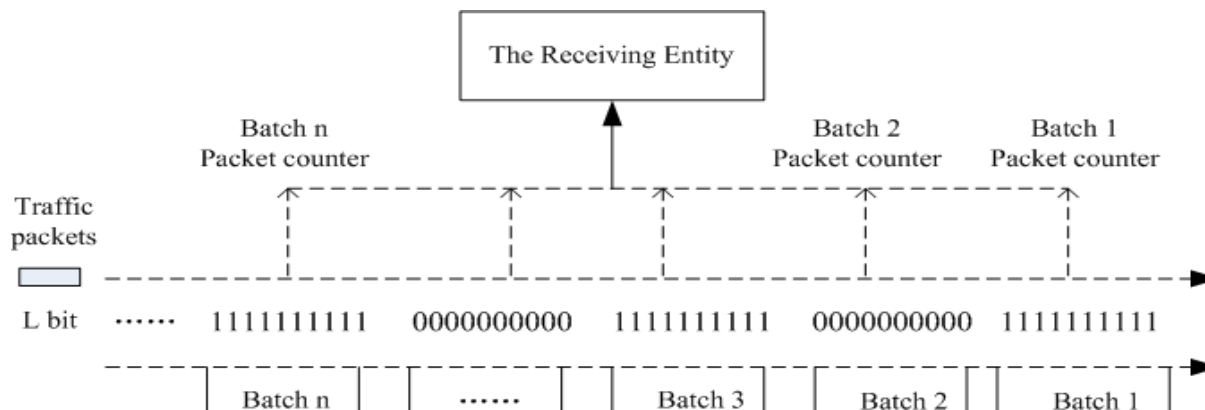 The Receiving Entity
Batch n
Packet counter
Batch 2
Packet counter
Batch 1
Packet counter
Traffic
packets
L bit ...... 1111111111 0000000000 1111111111 0000000000 1111111111
Batch n ...... Batch 3 Batch 2 Batch 1